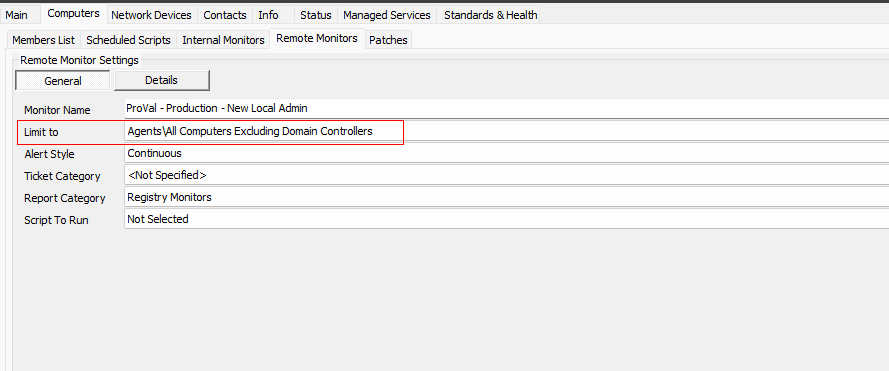 Main Computers Network Devices Contacts Info Status Managed Services Standards & Health
Members List Scheduled Scripts Internal Monitors Remote Monitors Patches
Remote Monitor Settings
General Details
Monitor Name ProVal - Production - New Local Admin
Limit to Agents\All Computers Excluding Domain Controllers
Alert Style Continuous
Ticket Category <Not Specified>
Report Category Registry Monitors
Script To Run Not Selected